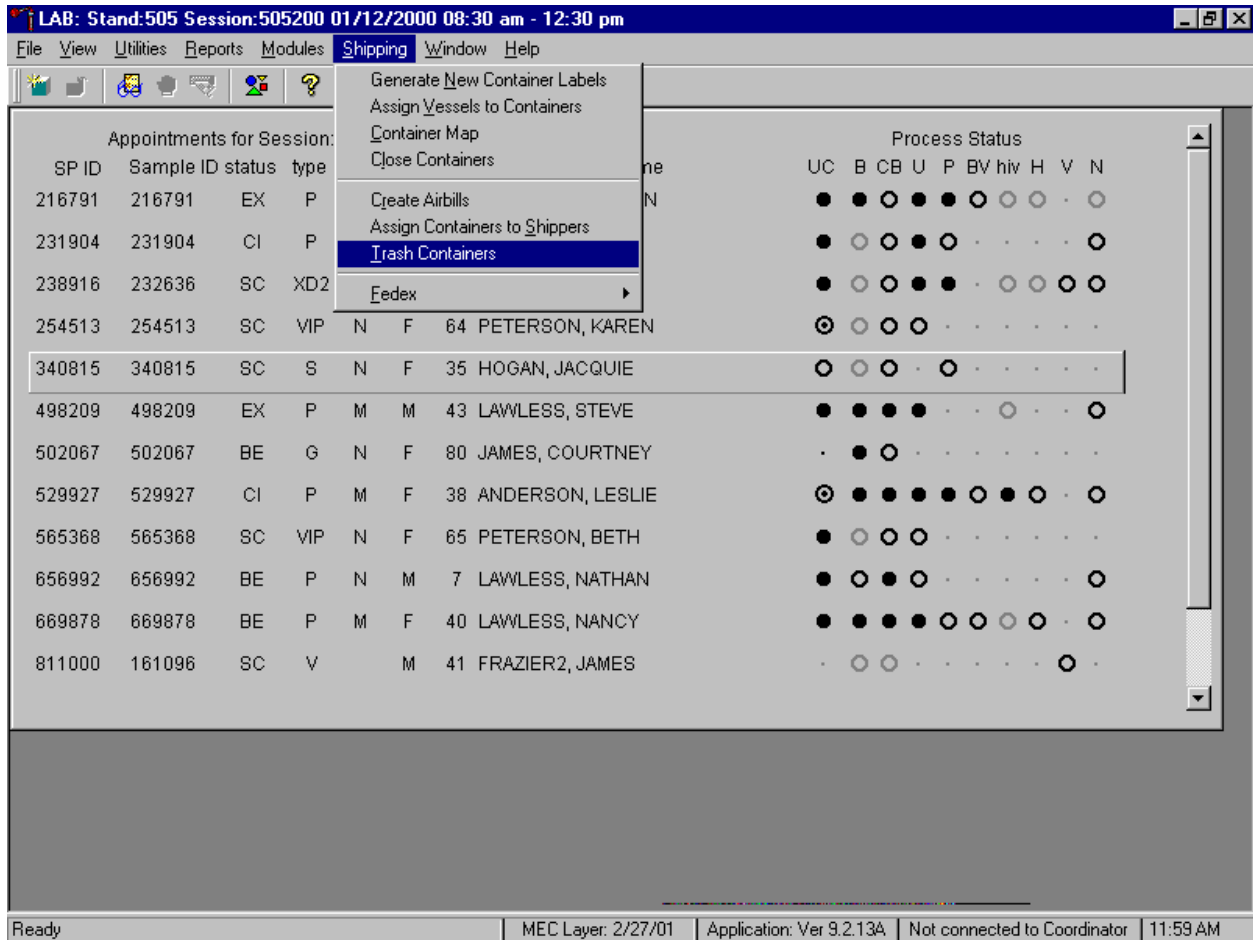 LAB: Stand:505 Session:505200 01/12/2000 08:30 am - 12:30 pm
File View Utilities Reports Modules Shipping Window Help
Generate New Container Labels
Assign Vessels to Containers
Container Map
Close Containers
Create Airbills
Assign Containers to Shippers
Trash Containers
Fedex
Appointments for Session: Process Status
SP ID Sample ID status type me UC B CB U P BV hiv H V N
216791 216791 EX P N
231904 231904 CI P
238916 232636 SC XD2
254513 254513 SC VIP N F 64 PETERSON, KAREN
340815 340815 SC S N F 35 HOGAN, JACQUIE
498209 498209 EX P M M 43 LAWLESS, STEVE
502067 502067 BE G N F 80 JAMES, COURTNEY
529927 529927 CI P M F 38 ANDERSON, LESLIE
565368 565368 SC VIP N F 65 PETERSON, BETH
656992 656992 BE P N M 7 LAWLESS, NATHAN
669878 669878 BE P M F 40 LAWLESS, NANCY
811000 161096 SC V M 41 FRAZIER2, JAMES
Ready MEC Layer: 2/27/01 Application: Ver 9.2.13A Not connected to Coordinator 11:59 AM